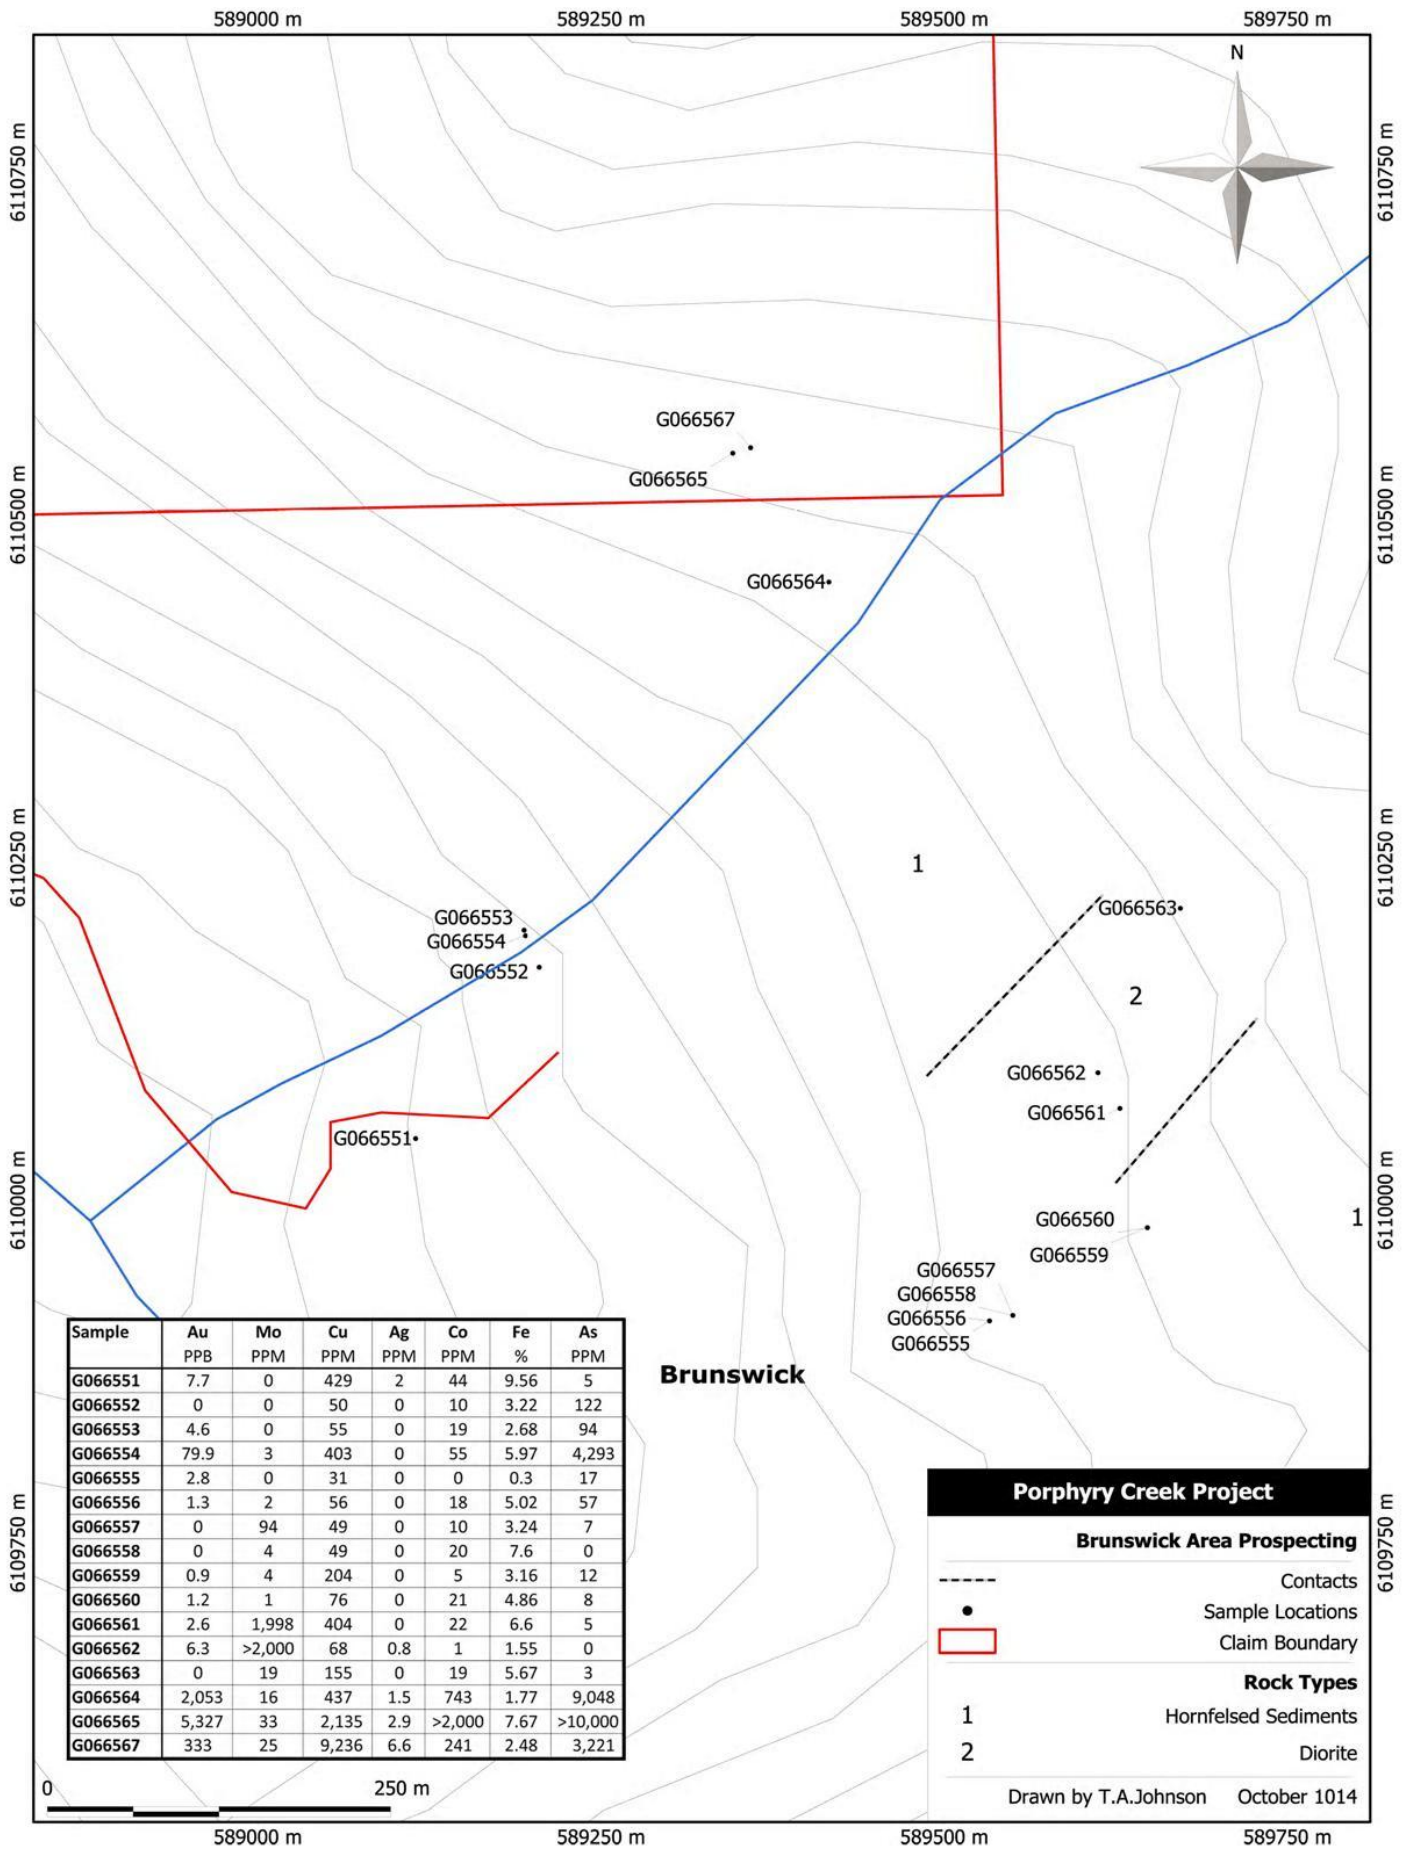 589000 m 589250 m 589500 m 589750 m
N
6110750 m 6110750 m
G066567
G066565
6110500 m 6110500 m
G066564
6110250 m 6110250 m
1
G066563
G066553
G066554
G066552
2
G066562
G066561
G066551
6110000 m 6110000 m
G066560
1
G066559
G066557
G066558
G066556
G066555
Brunswick
Sample Au Mo Cu Ag Co Fe As
PPB PPM PPM PPM PPM % PPM
G066551 7.7 0 429 2 44 9.56 5
G066552 0 0 50 0 10 3.22 122
G066553 4.6 0 55 0 19 2.68 94
G066554 79.9 3 403 0 55 5.97 4,293
G066555 2.8 0 31 0 0 0.3 17
G066556 1.3 2 56 0 18 5.02 57
G066557 0 94 49 0 10 3.24 7
G066558 0 4 49 0 20 7.6 0
G066559 0.9 4 204 0 5 3.16 12
G066560 1.2 1 76 0 21 4.86 8
G066561 2.6 1,998 404 0 22 6.6 5
G066562 6.3 >2,000 68 0.8 1 1.55 0
G066563 0 19 155 0 19 5.67 3
G066564 2,053 16 437 1.5 743 1.77 9,048
G066565 5,327 33 2,135 2.9 >2,000 7.67 >10,000
G066567 333 25 9,236 6.6 241 2.48 3,221
6109750 m 6109750 m
Porphyry Creek Project
Brunswick Area Prospecting
Contacts
Sample Locations
Claim Boundary
Rock Types
1 Hornfelsed Sediments
2 Diorite
Drawn by T.A.Johnson October 1014
0 250 m
589000 m 589250 m 589500 m 589750 m